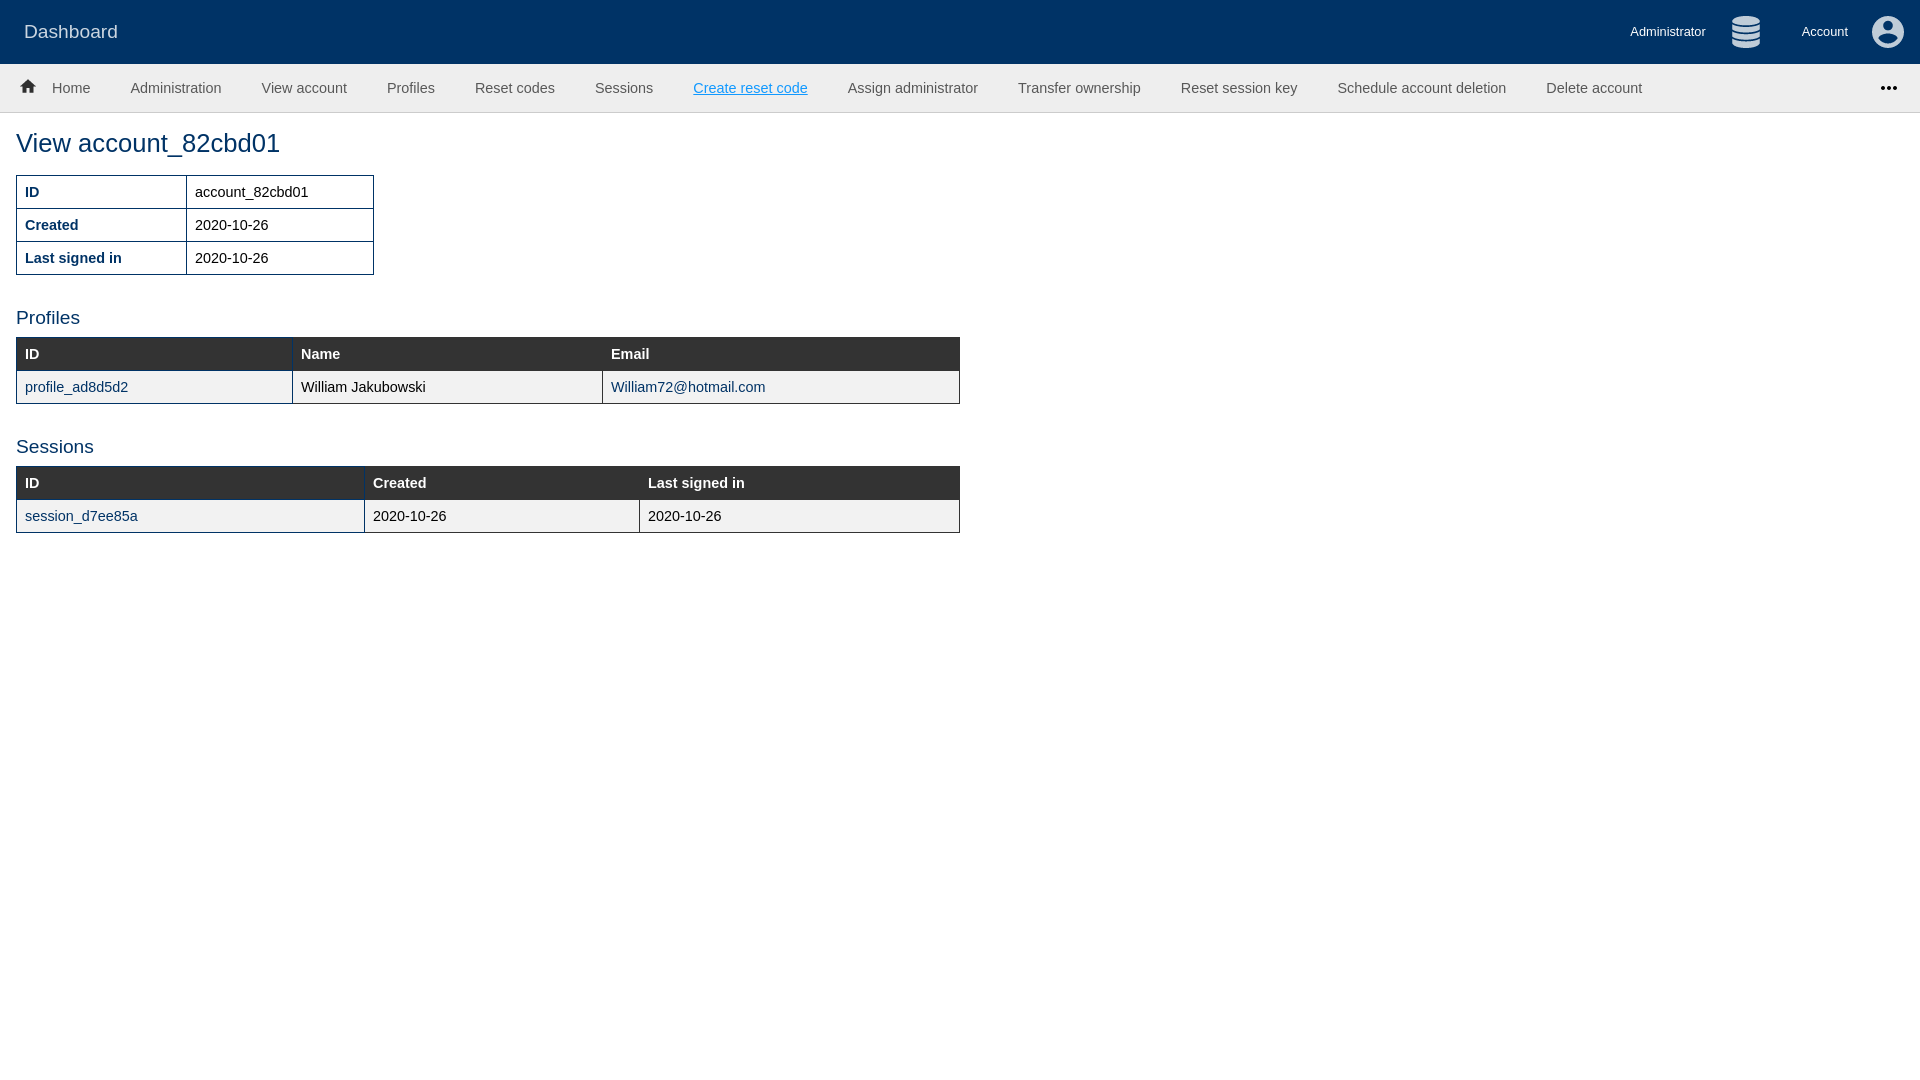 Dashboard
Administrator
Account
Home Administration View account Profiles Reset codes Sessions Create reset code Assign administrator Transfer ownership Reset session key Schedule account deletion Delete account
View account_82cbd01
ID account_82cbd01
Created 2020-10-26
Last signed in 2020-10-26
Profiles
ID Name Email
profile_ad8d5d2 William Jakubowski William72@hotmail.com
Sessions
ID Created Last signed in
session_d7ee85a 2020-10-26 2020-10-26